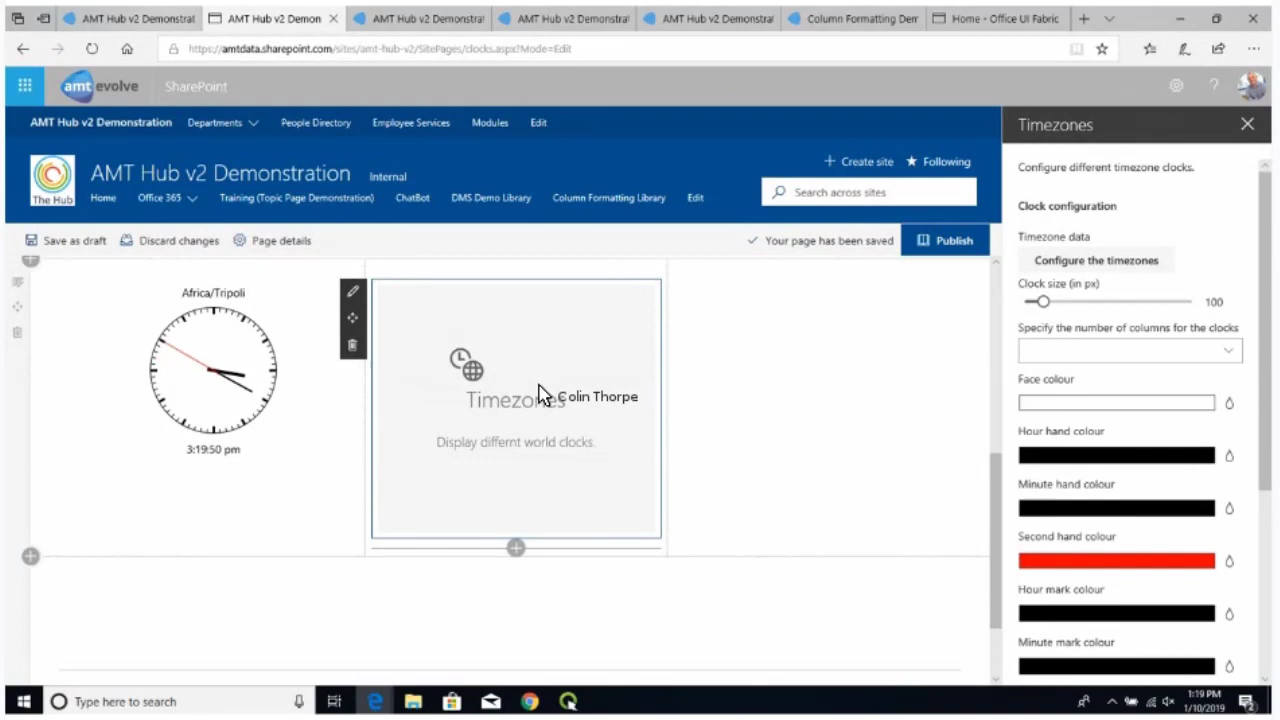 AMT Hub v2 Demonstrat
AMT Hub v2 Demon
AMT Hub v2 Demonstrat
AMT Hub v2 Demonstrat
AMT Hub v2 Demonstrat
Column Formatting Dem
Home - Office UI Fabric
https://amtdata.sharepoint.com/sites/amt-hub-v2/SitePages/clocks.aspx?Mode=Edit
amt evolve
SharePoint
AMT Hub v2 Demonstration Departments People Directory Employee Services Modules Edit
The Hub
AMT Hub v2 Demonstration Internal
Create site Following
Search across sites
Home Office 365 Training (Topic Page Demonstration) ChatBot DMS Demo Library Column Formatting Library Edit
Save as draft Discard changes Page details
Your page has been saved Publish
Africa/Tripoli
3:19:50 pm
Timezones
Colin Thorpe
Display differnt world clocks.
Timezones
Configure different timezone clocks.
Clock configuration
Timezone data
Configure the timezones
Clock size (in px)
100
Specify the number of columns for the clocks
Face colour
Hour hand colour
Minute hand colour
Second hand colour
Hour mark colour
Minute mark colour
Type here to search
1:19 PM
1/10/2019
2